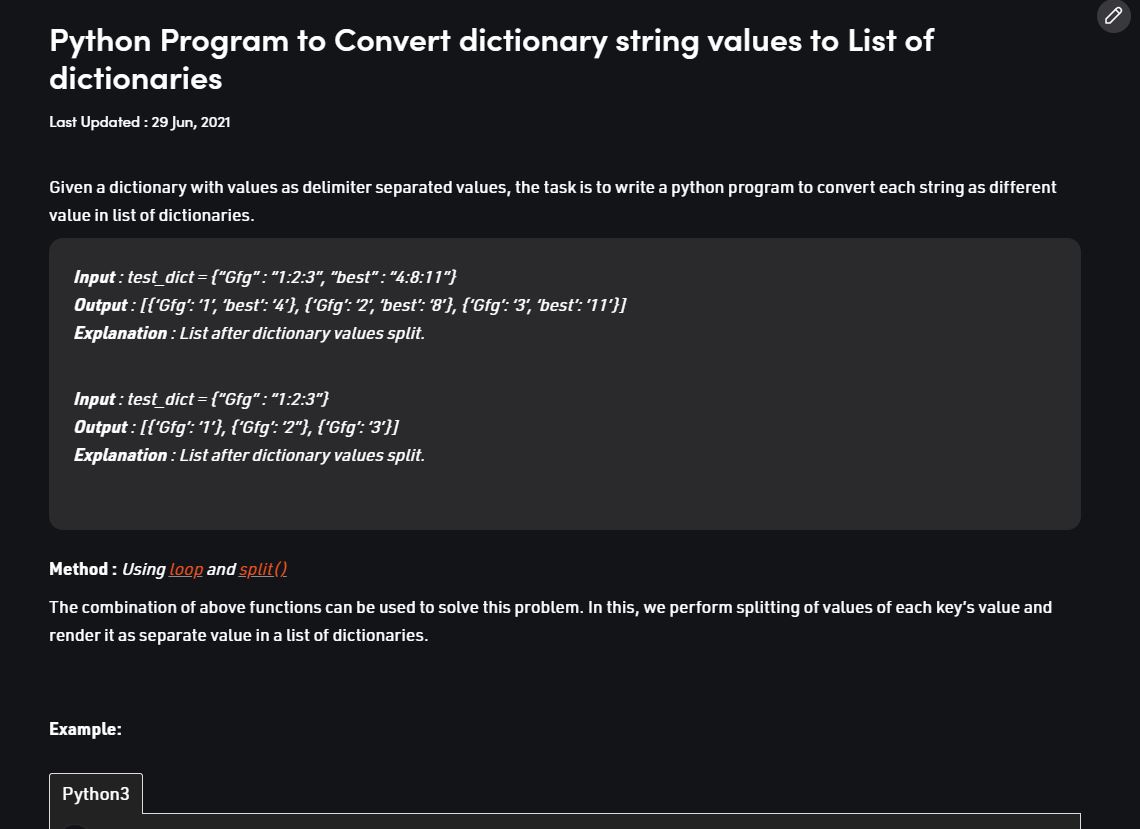 Python Program to Convert dictionary string values to List of
dictionaries
Last Updated : 29 Jun, 2021
Given a dictionary with values as delimiter separated values, the task is to write a python program to convert each string as different
value in list of dictionaries.
Input : test_dict = {“Gfg” : “1:2:3”, “best” : “4:8:11”}
Output : [{‘Gfg’: ‘1’, ‘best’: ‘4’}, {‘Gfg’: ‘2’, ‘best’: ‘8’}, {‘Gfg’: ‘3’, ‘best’: ’11’}]
Explanation : List after dictionary values split.
Input : test_dict = {“Gfg” : “1:2:3”}
Output : [{‘Gfg’: ‘1’}, {‘Gfg’: ‘2”}, {‘Gfg’: ‘3’}]
Explanation : List after dictionary values split.
Method : Using loop and split()
The combination of above functions can be used to solve this problem. In this, we perform splitting of values of each key’s value and
render it as separate value in a list of dictionaries.
Example:
Python3